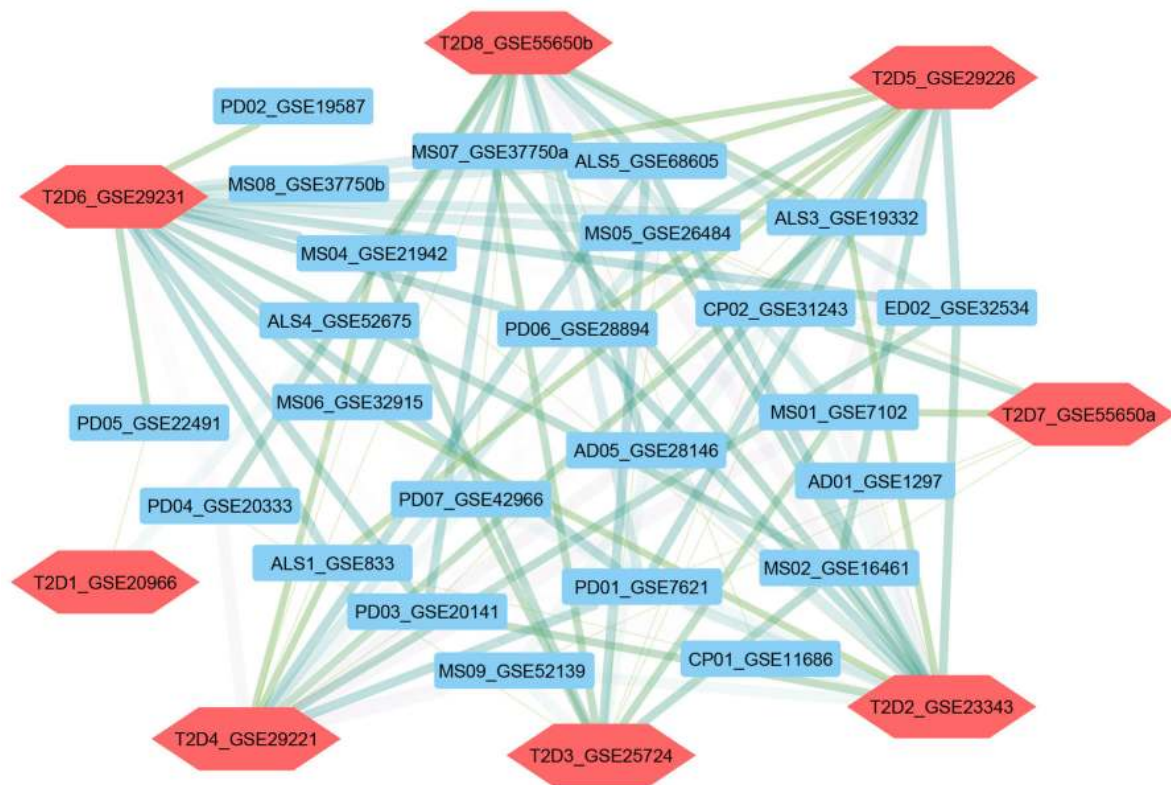 T2D8_GSE55650b
T2D5_GSE29226
PD02_GSE19587
MS07_GSE37750a
ALS5_GSE68605
MS08_GSE37750b
T2D6_GSE29231
ALS3_GSE19332
MS05_GSE26484
MS04_GSE21942
CP02_GSE31243
ED02_GSE32534
ALS4_GSE52675
PD06_GSE28894
MS06_GSE32915
MS01_GSE7102
T2D7_GSE55650a
PD05_GSE22491
AD05_GSE28146
AD01_GSE1297
PD07_GSE42966
PD04_GSE20333
ALS1_GSE833
MS02_GSE16461
T2D1_GSE20966
PD01_GSE7621
PD03_GSE20141
CP01_GSE11686
MS09_GSE52139
T2D2_GSE23343
T2D4_GSE29221
T2D3_GSE25724